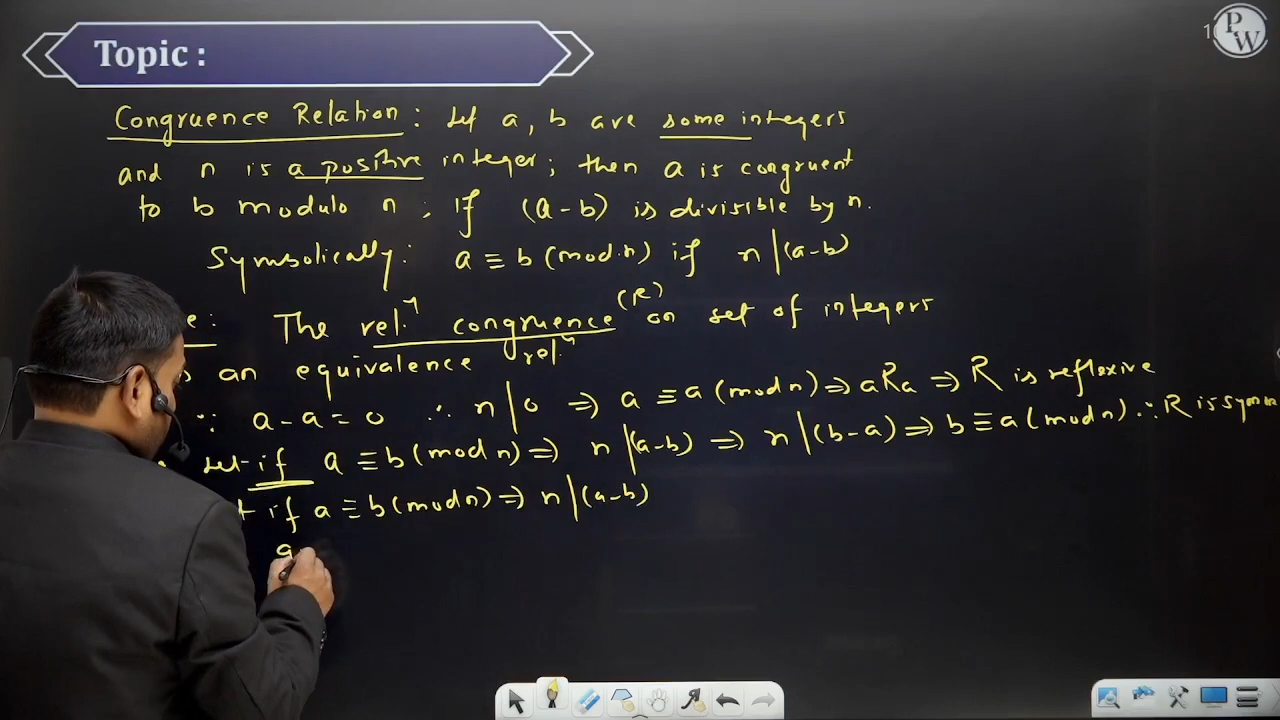 Topic :
PW
1
Congruence Relation : Let a, b are some integers
and n is a positive integer; then a is congruent
to b modulo n ; if (a-b) is divisible by n.
Symbolically: a ≡ b (mod n) if n|(a-b)
e: The rel.ⁿ congruence (R) on set of integers
s an equivalence rel.ⁿ
∵ a-a=0 ∴ n|0 ⇒ a ≡ a (mod n) ⇒ aRa ⇒ R is reflexive
Let if a ≡ b (mod n) ⇒ n|(a-b) ⇒ n|(b-a) ⇒ b ≡ a (mod n) ∴ R is symm
t if a ≡ b (mod n) ⇒ n|(a-b)
a